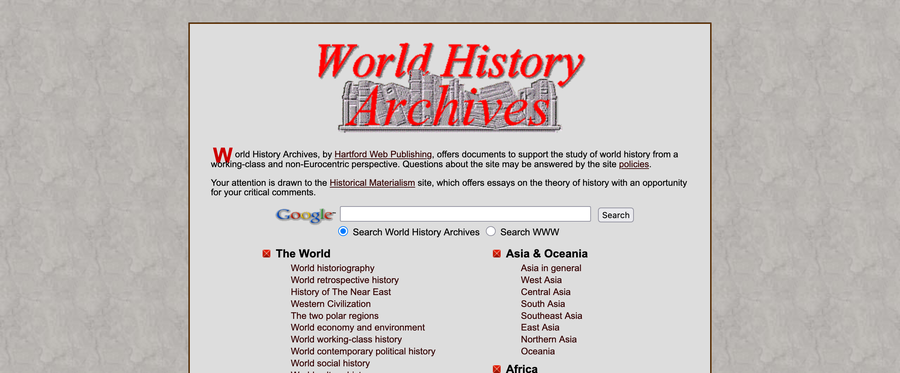 World History
Archives
World History Archives, by Hartford Web Publishing, offers documents to support the study of world history from a
working-class and non-Eurocentric perspective. Questions about the site may be answered by the site policies.
Your attention is drawn to the Historical Materialism site, which offers essays on the theory of history with an opportunity
for your critical comments.
Google Search
Search World History Archives Search WWW
The World
World historiography
World retrospective history
History of The Near East
Western Civilization
The two polar regions
World economy and environment
World working-class history
World contemporary political history
World social history
Asia & Oceania
Asia in general
West Asia
Central Asia
South Asia
Southeast Asia
East Asia
Northern Asia
Oceania
Africa